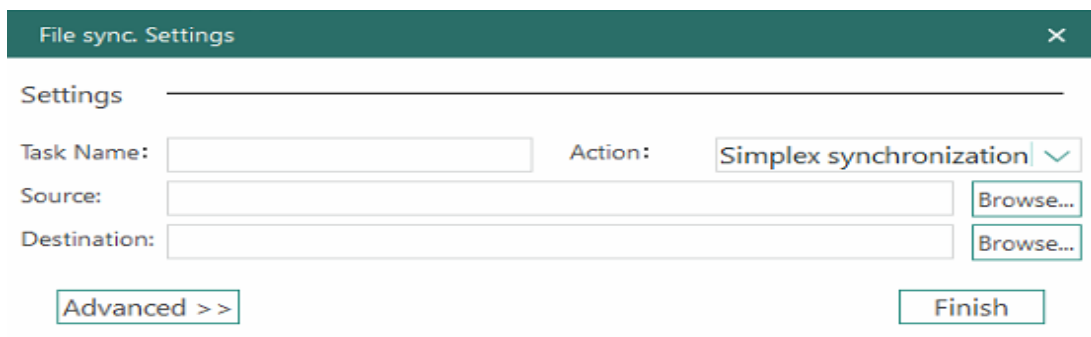 File sync. Settings ×
Settings
Task Name: Action: Simplex synchronization
Source: Browse...
Destination: Browse...
Advanced >> Finish